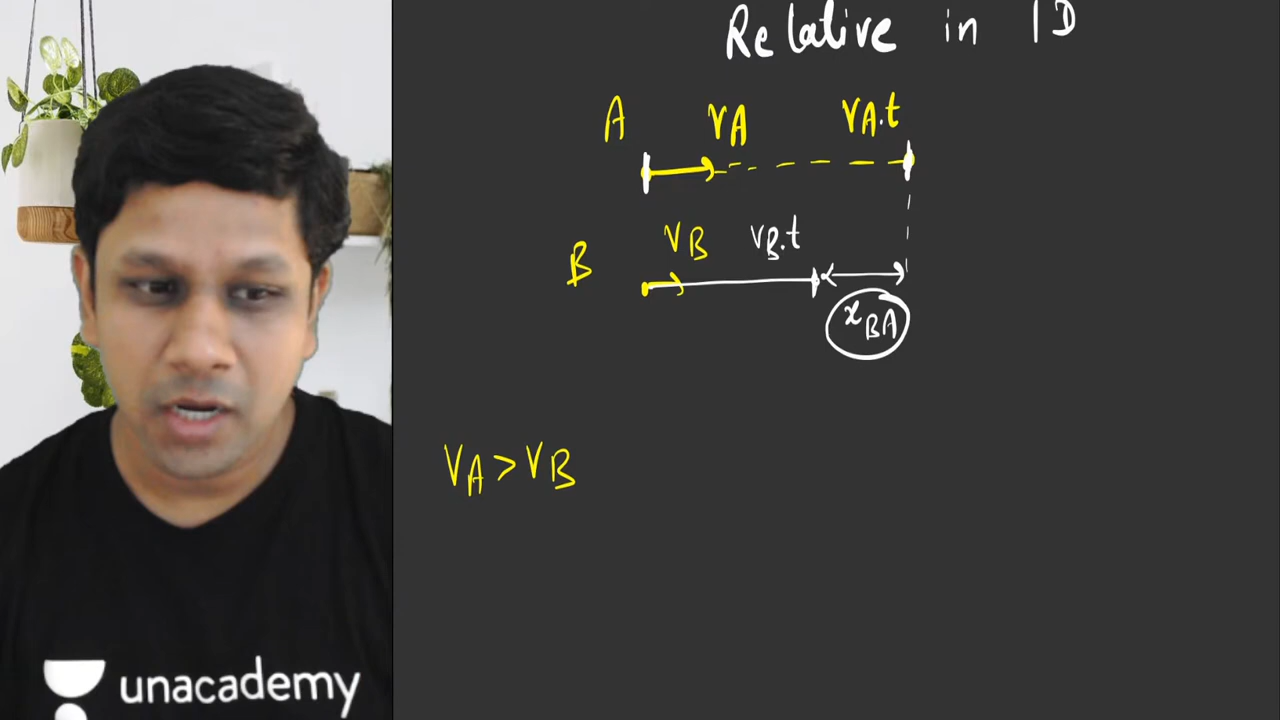 Relative in 1D
A vA vA.t
B vB vB.t
xBA
vA > vB
unacademy